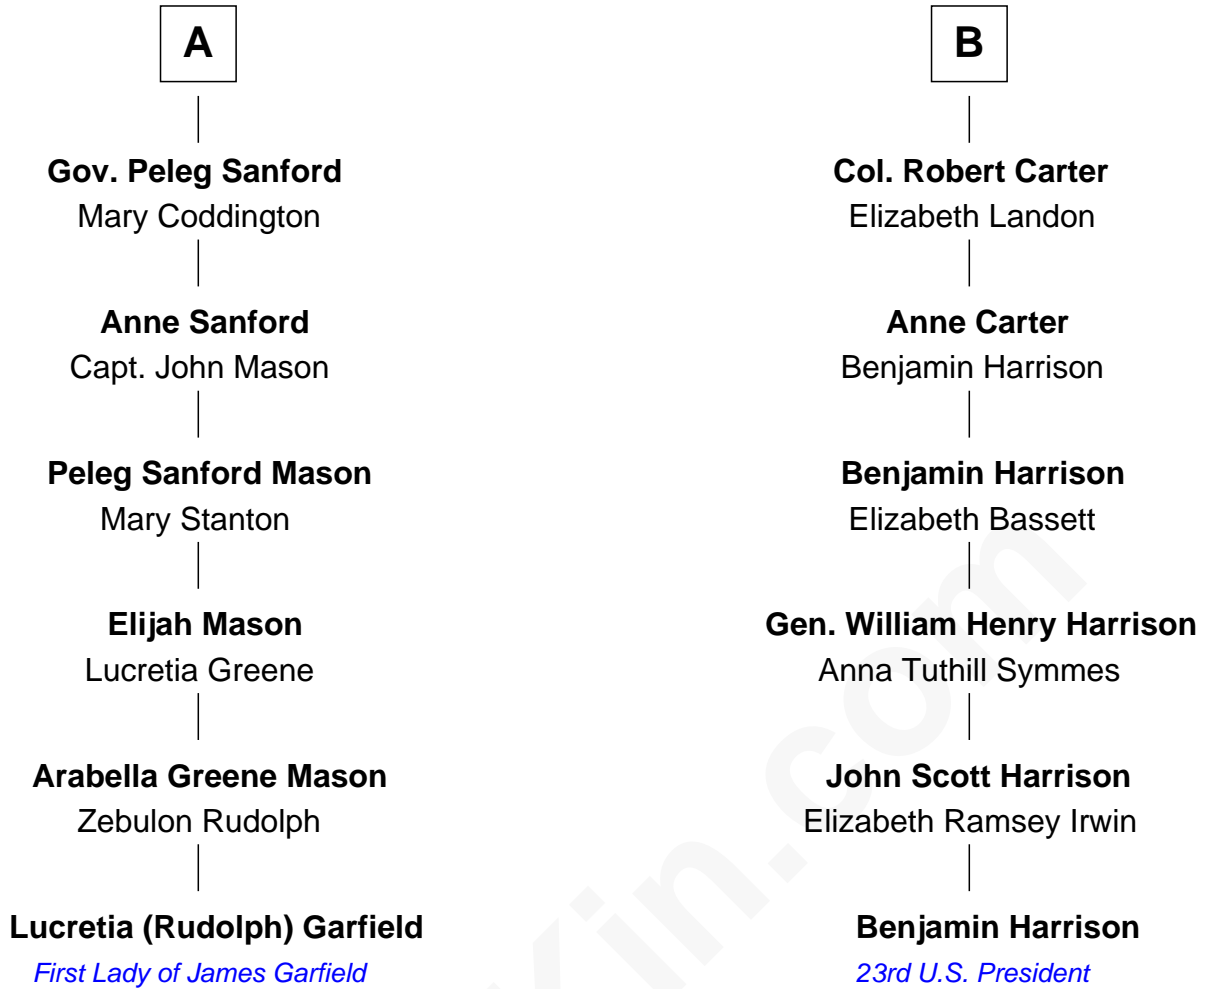 A
Gov. Peleg Sanford
Mary Coddington
Anne Sanford
Capt. John Mason
Peleg Sanford Mason
Mary Stanton
Elijah Mason
Lucretia Greene
Arabella Greene Mason
Zebulon Rudolph
Lucretia (Rudolph) Garfield
First Lady of James Garfield
B
Col. Robert Carter
Elizabeth Landon
Anne Carter
Benjamin Harrison
Benjamin Harrison
Elizabeth Bassett
Gen. William Henry Harrison
Anna Tuthill Symmes
John Scott Harrison
Elizabeth Ramsey Irwin
Benjamin Harrison
23rd U.S. President
Kin.com